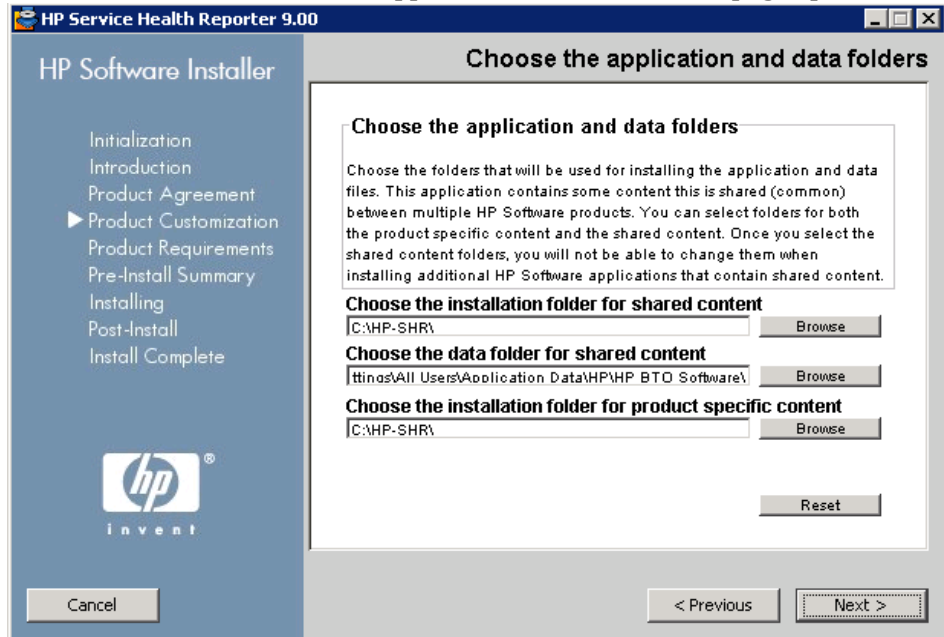 HP Service Health Reporter 9.00
HP Software Installer
Choose the application and data folders
Initialization
Introduction
Product Agreement
Product Customization
Product Requirements
Pre-Install Summary
Installing
Post-Install
Install Complete
Choose the application and data folders
Choose the folders that will be used for installing the application and data
files. This application contains some content this is shared (common)
between multiple HP Software products. You can select folders for both
the product specific content and the shared content. Once you select the
shared content folders, you will not be able to change them when
installing additional HP Software applications that contain shared content.
Choose the installation folder for shared content
C:\HP-SHR\
Browse
Choose the data folder for shared content
ttings\All Users\Application Data\HP\HP BTO Software\
Browse
Choose the installation folder for product specific content
C:\HP-SHR\
Browse
Reset
hp
®
invent
Cancel
< Previous
Next >